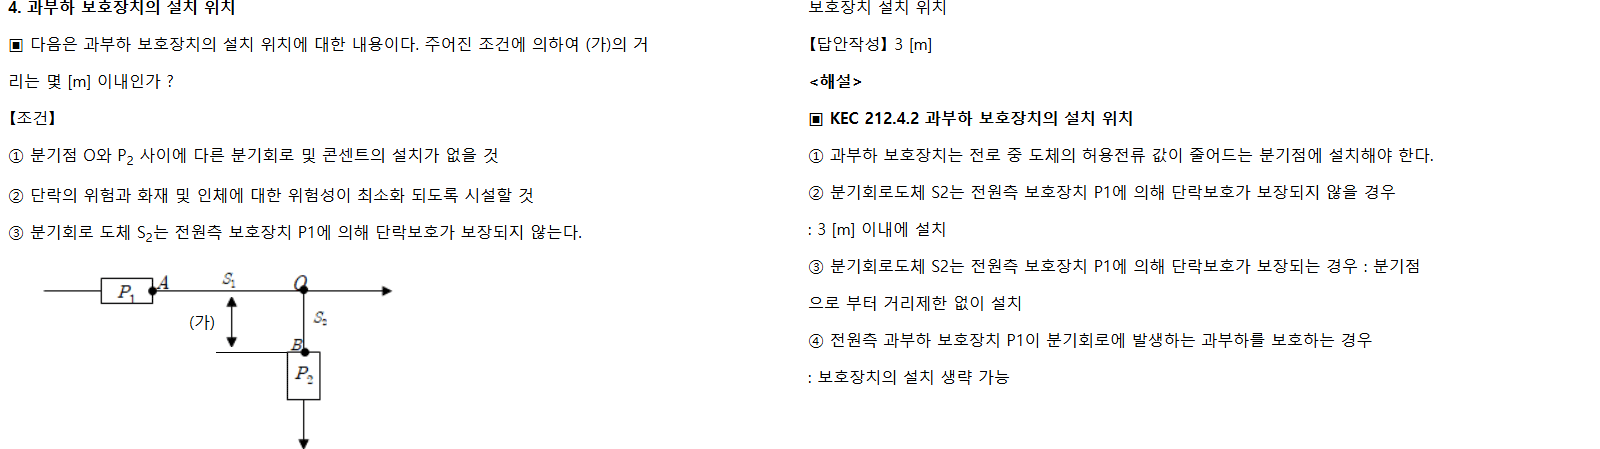 4. 과부하 보호장치의 설치 위치
▣ 다음은 과부하 보호장치의 설치 위치에 대한 내용이다. 주어진 조건에 의하여 (가)의 거
리는 몇 [m] 이내인가 ?
【조건】
① 분기점 O와 P2 사이에 다른 분기회로 및 콘센트의 설치가 없을 것
② 단락의 위험과 화재 및 인체에 대한 위험성이 최소화 되도록 시설할 것
③ 분기회로 도체 S2는 전원측 보호장치 P1에 의해 단락보호가 보장되지 않는다.
P1
A
S1
O
(가)
S2
B
P2
보호장치 설치 위치
【답안작성】 3 [m]
<해설>
▣ KEC 212.4.2 과부하 보호장치의 설치 위치
① 과부하 보호장치는 전로 중 도체의 허용전류 값이 줄어드는 분기점에 설치해야 한다.
② 분기회로도체 S2는 전원측 보호장치 P1에 의해 단락보호가 보장되지 않을 경우
: 3 [m] 이내에 설치
③ 분기회로도체 S2는 전원측 보호장치 P1에 의해 단락보호가 보장되는 경우 : 분기점
으로 부터 거리제한 없이 설치
④ 전원측 과부하 보호장치 P1이 분기회로에 발생하는 과부하를 보호하는 경우
: 보호장치의 설치 생략 가능